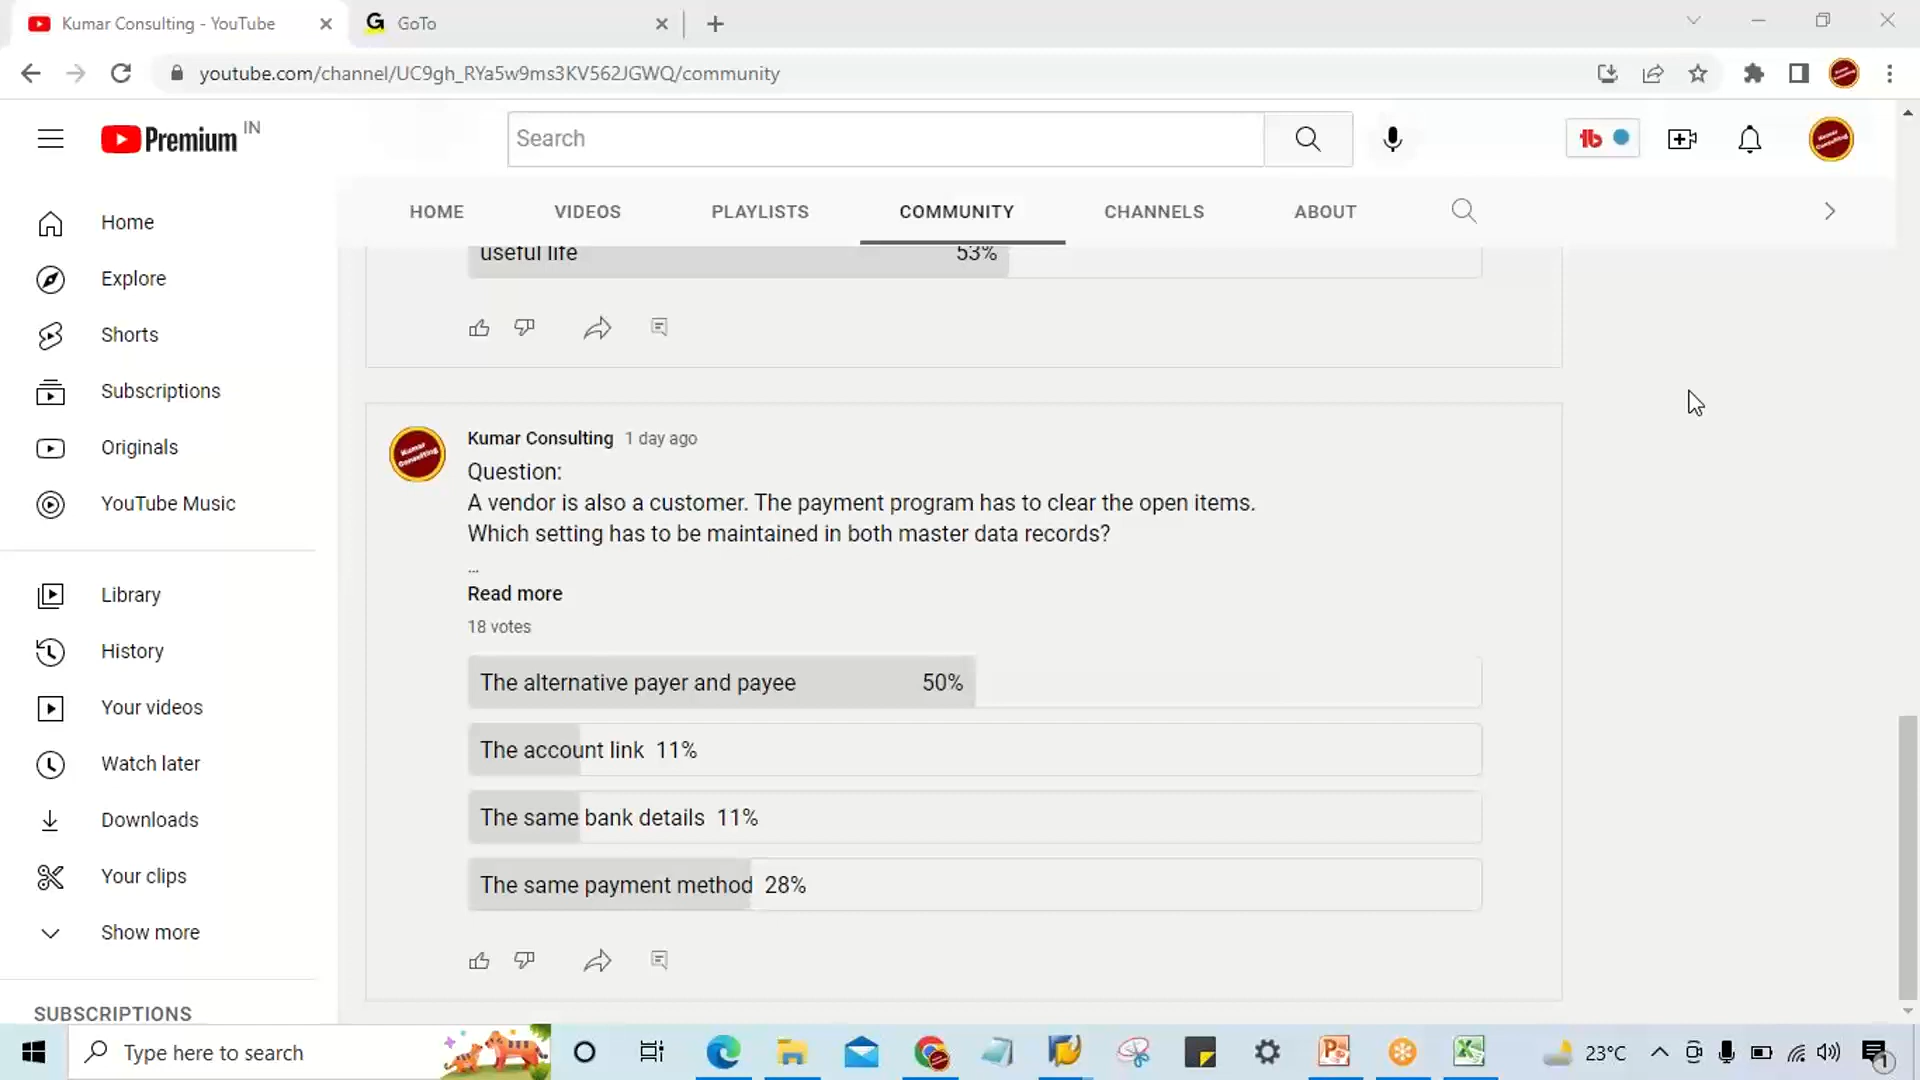 Kumar Consulting - YouTube
GoTo
youtube.com/channel/UC9gh_RYa5w9ms3KV562JGWQ/community
Premium IN
Search
HOME VIDEOS PLAYLISTS COMMUNITY CHANNELS ABOUT
Home
Explore
Shorts
Subscriptions
Originals
YouTube Music
Library
History
Your videos
Watch later
Downloads
Your clips
Show more
SUBSCRIPTIONS
useful life 53%
Kumar Consulting 1 day ago
Question:
A vendor is also a customer. The payment program has to clear the open items.
Which setting has to be maintained in both master data records?
...
Read more
18 votes
The alternative payer and payee 50%
The account link 11%
The same bank details 11%
The same payment method 28%
Type here to search
23°C
1